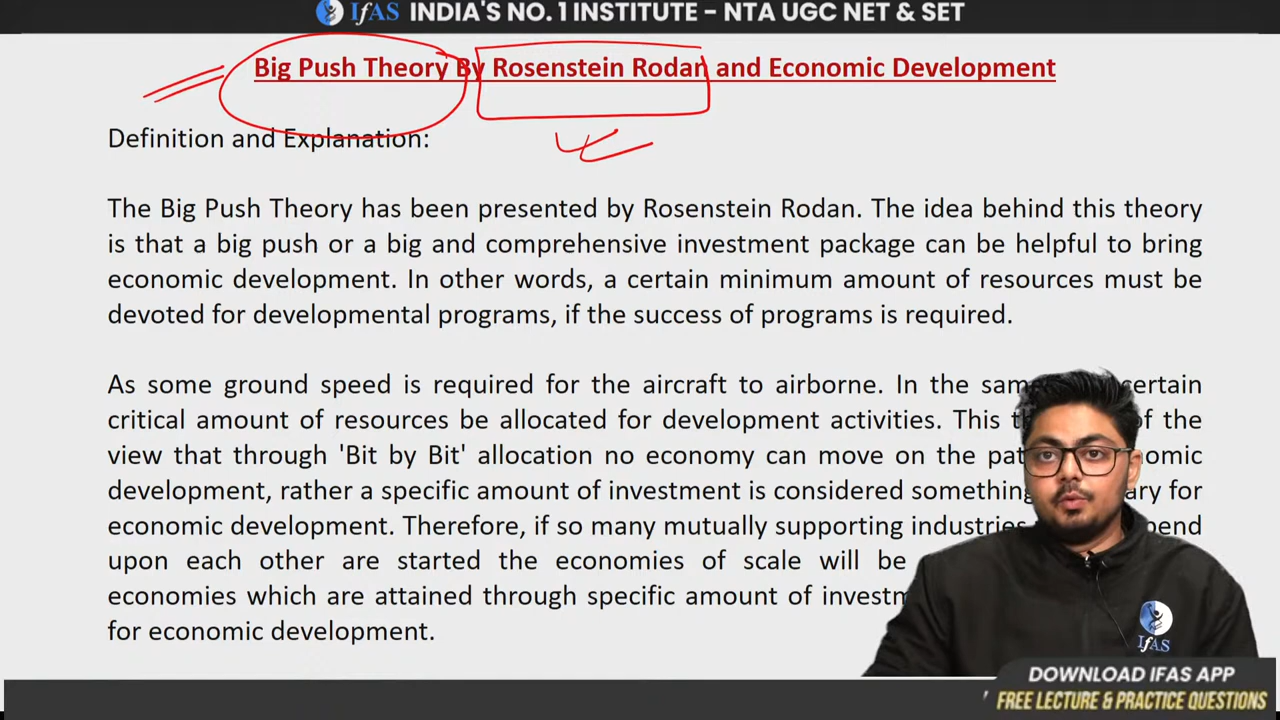 IFAS INDIA'S NO. 1 INSTITUTE – NTA UGC NET & SET
Big Push Theory By Rosenstein Rodan and Economic Development
Definition and Explanation:
The Big Push Theory has been presented by Rosenstein Rodan. The idea behind this theory
is that a big push or a big and comprehensive investment package can be helpful to bring
economic development. In other words, a certain minimum amount of resources must be
devoted for developmental programs, if the success of programs is required.
As some ground speed is required for the aircraft to airborne. In the certain
critical amount of resources be allocated for development activities. This of the
view that through 'Bit by Bit' allocation no economy can move on the
development, rather a specific amount of investment is considered something for
economic development. Therefore, if so many mutually supporting industries
upon each other are started the economies of scale will be
economies which are attained through specific amount of
for economic development.
IFAS
DOWNLOAD IFAS APP
FREE LECTURE & PRACTICE QUESTIONS